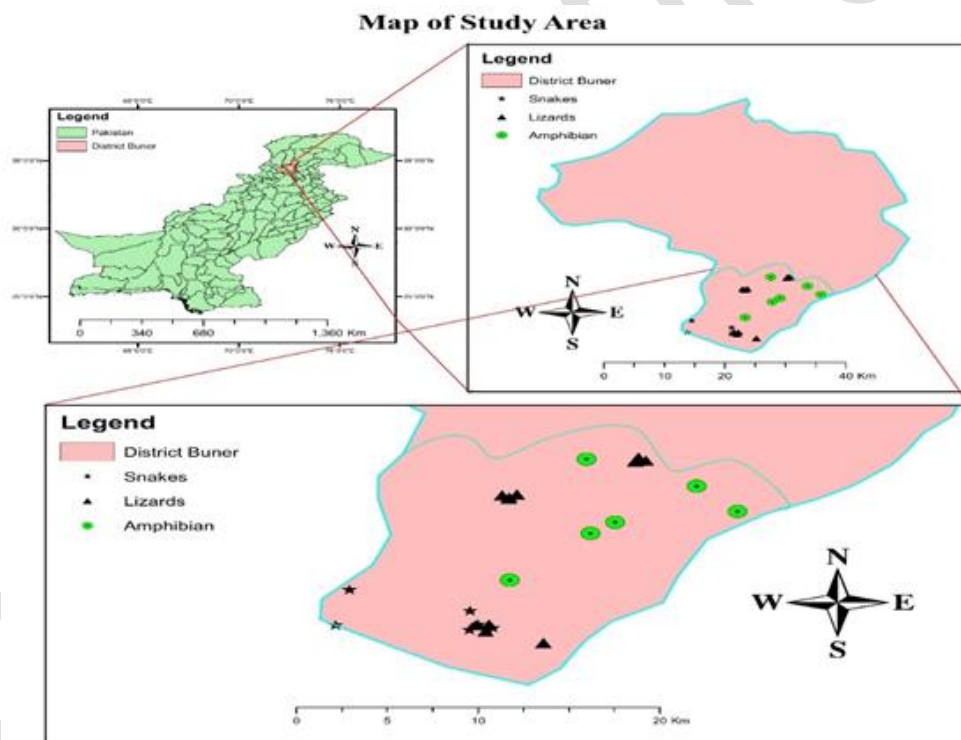 Map of Study Area
Legend
Pakistan
District Buner
N
W E
S
0 340 680 1,360 Km
Legend
District Buner
Snakes
Lizards
Amphibian
N
W E
S
0 10 20 40 Km
Legend
District Buner
Snakes
Lizards
Amphibian
N
W E
S
0 5 10 20 Km